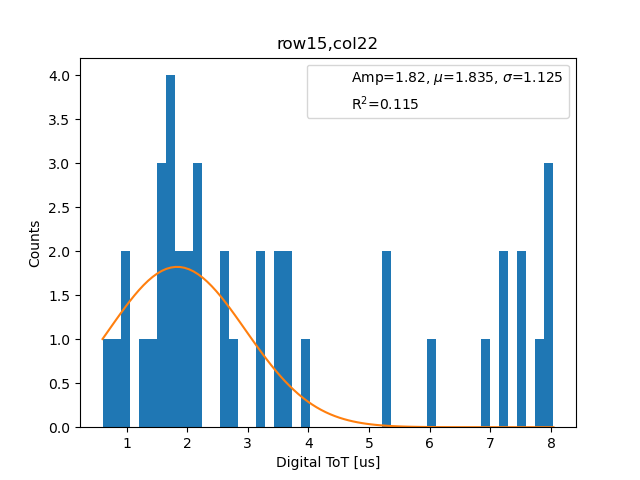 row15,col22
Amp=1.82, μ=1.835, σ=1.125
R²=0.115
4.0
3.5
3.0
2.5
2.0
1.5
1.0
0.5
0.0
Counts
1 2 3 4 5 6 7 8
Digital ToT [us]